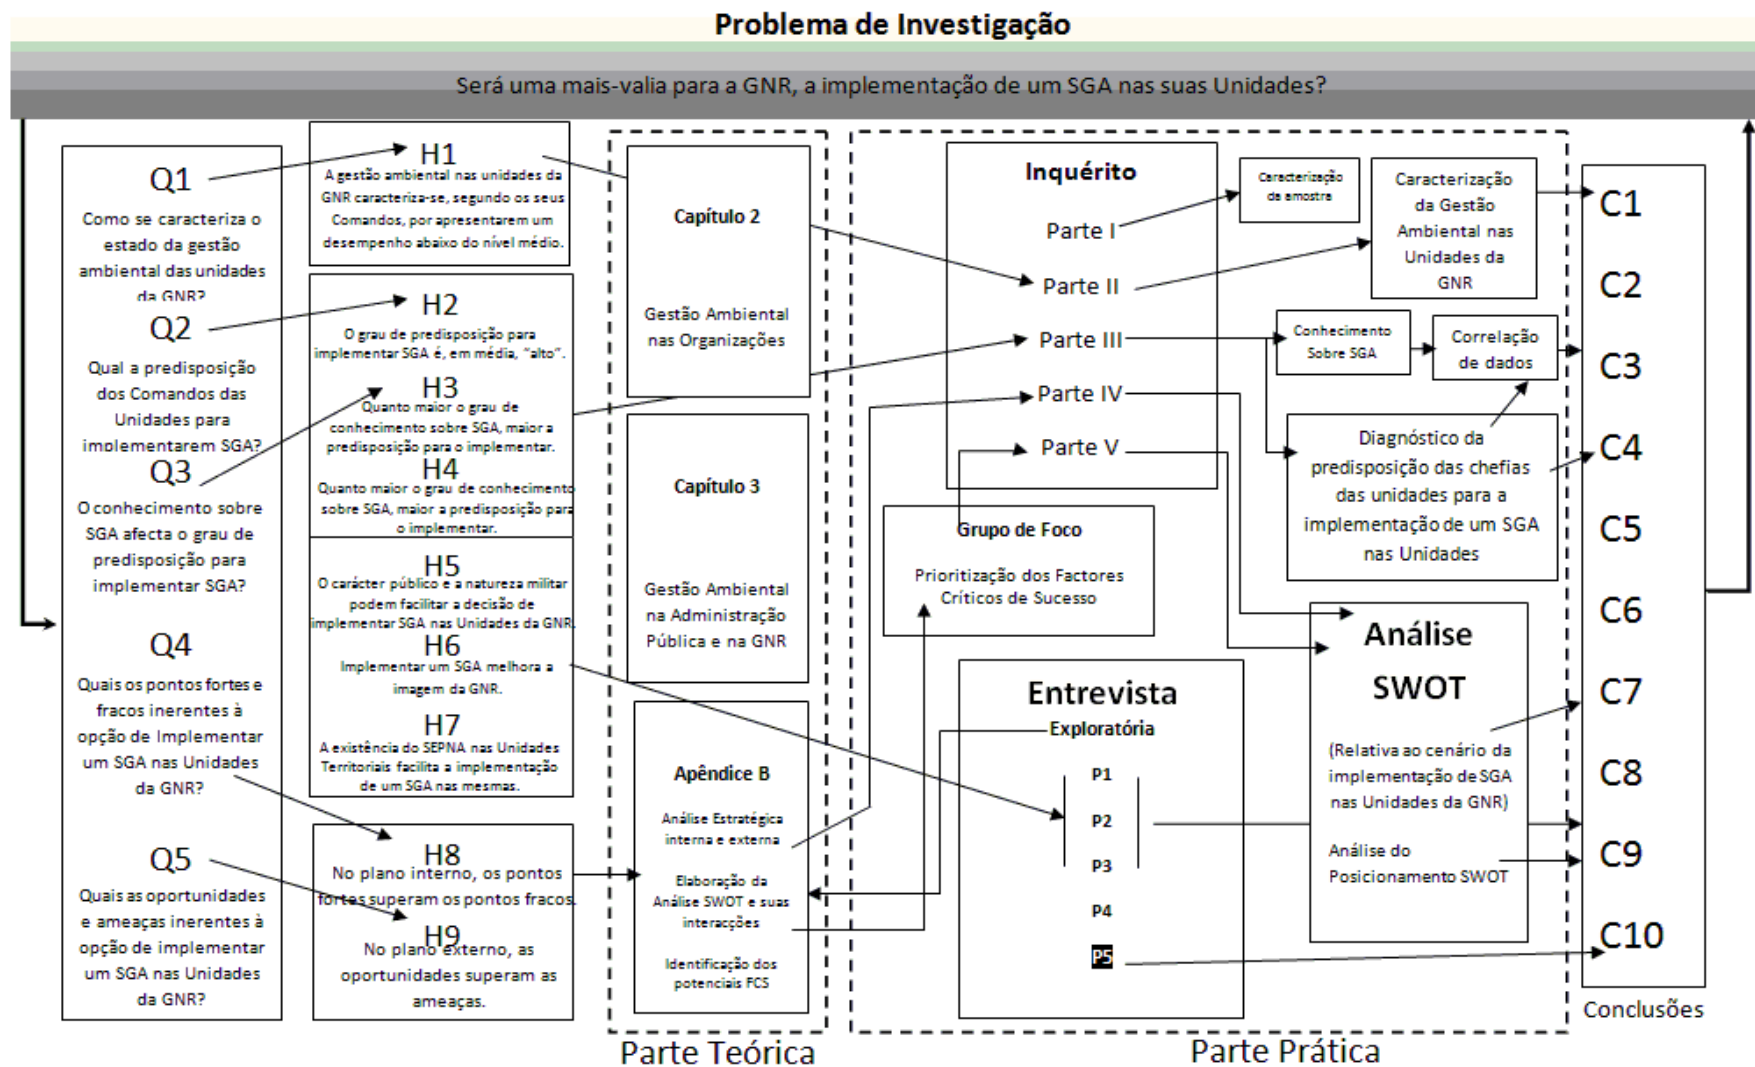 Problema de Investigação
Será uma mais-valia para a GNR, a implementação de um SGA nas suas Unidades?
Q1
Como se caracteriza o
estado da gestão
ambiental das unidades
da GNR?
Q2
Qual a predisposição
dos Comandos das
Unidades para
implementarem SGA?
Q3
O conhecimento sobre
SGA afecta o grau de
predisposição para
implementar SGA?
Q4
Quais os pontos fortes e
fracos inerentes à
opção de Implementar
um SGA nas Unidades
da GNR?
Q5
Quais as oportunidades
e ameaças inerentes à
opção de implementar
um SGA nas Unidades
da GNR?
H1
A gestão ambiental nas unidades da
GNR caracteriza-se, segundo os seus
Comandos, por apresentarem um
desempenho abaixo do nível médio.
H2
O grau de predisposição para
implementar SGA é, em média, “alto”.
H3
Quanto maior o grau de
conhecimento sobre SGA, maior a
predisposição para o implementar.
H4
Quanto maior o grau de conhecimento
sobre SGA, maior a predisposição para
o implementar.
H5
O carácter público e a natureza militar
podem facilitar a decisão de
implementar SGA nas Unidades da GNR.
H6
Implementar um SGA melhora a
imagem da GNR.
H7
A existência do SEPNA nas Unidades
Territoriais facilita a implementação
de um SGA nas mesmas.
H8
No plano interno, os pontos
fortes superam os pontos fracos.
H9
No plano externo, as
oportunidades superam as
ameaças.
Capítulo 2
Gestão Ambiental
nas Organizações
Capítulo 3
Gestão Ambiental
na Administração
Pública e na GNR
Apêndice B
Análise Estratégica
interna e externa
Elaboração da
Análise SWOT e suas
interacções
Identificação dos
potenciais FCS
Parte Teórica
Inquérito
Parte I
Parte II
Parte III
Parte IV
Parte V
Grupo de Foco
Prioritização dos Factores
Críticos de Sucesso
Entrevista
Exploratória
P1
P2
P3
P4
P5
Caracterização
da amostra
Caracterização
da Gestão
Ambiental nas
Unidades da
GNR
Conhecimento
Sobre SGA
Correlação
de dados
Diagnóstico da
predisposição das chefias
das unidades para a
implementação de um SGA
nas Unidades
Análise
SWOT
(Relativa ao cenário da
implementação de SGA
nas Unidades da GNR)
Análise do
Posicionamento SWOT
Parte Prática
C1
C2
C3
C4
C5
C6
C7
C8
C9
C10
Conclusões